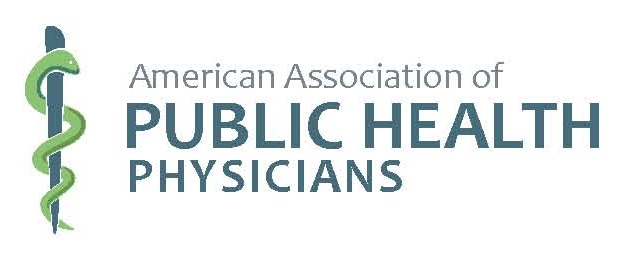 American Association of
PUBLIC HEALTH
PHYSICIANS